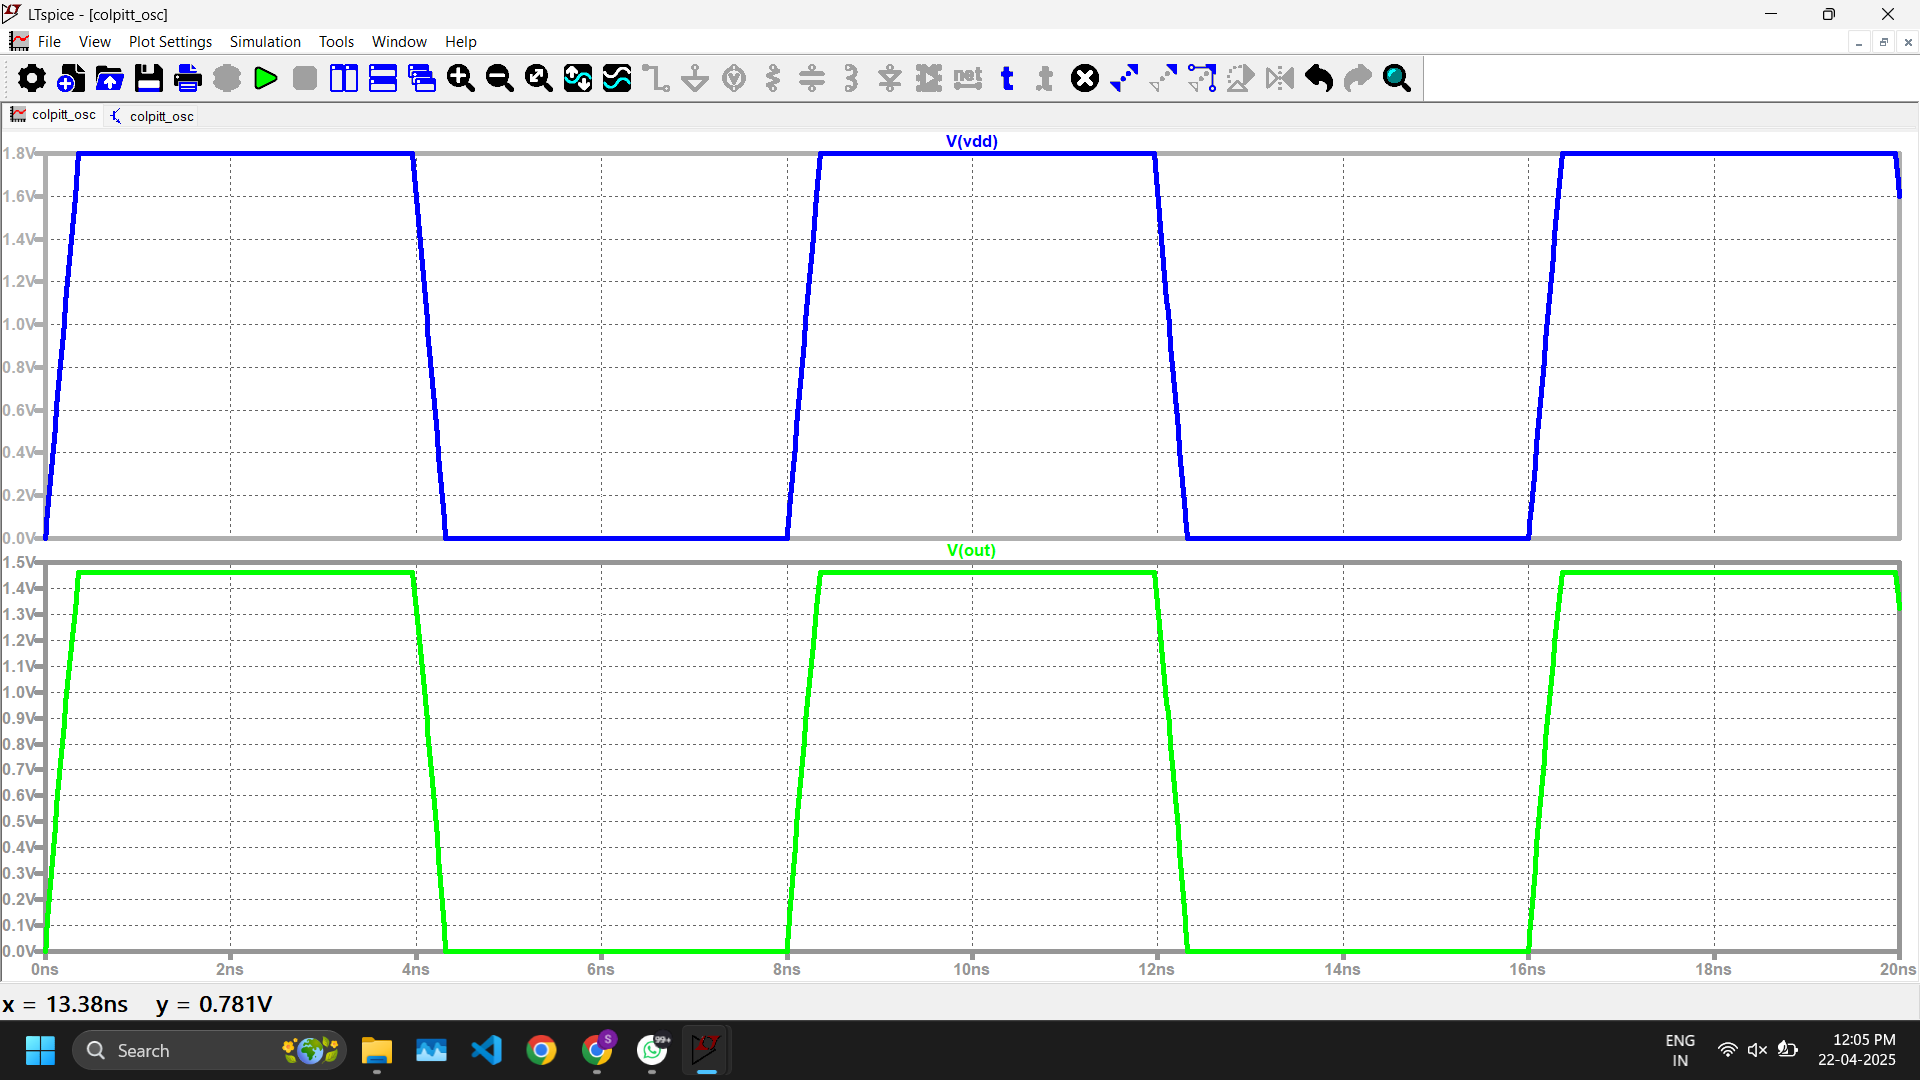 LTspice - [colpitt_osc]
File View Plot Settings Simulation Tools Window Help
net t .t
colpitt_osc colpitt_osc
V(vdd)
1.8V
1.6V
1.4V
1.2V
1.0V
0.8V
0.6V
0.4V
0.2V
0.0V
V(out)
1.5V
1.4V
1.3V
1.2V
1.1V
1.0V
0.9V
0.8V
0.7V
0.6V
0.5V
0.4V
0.3V
0.2V
0.1V
0.0V
0ns 2ns 4ns 6ns 8ns 10ns 12ns 14ns 16ns 18ns 20ns
x = 13.38ns y = 0.781V
Search
S
99+
ENG
IN
12:05 PM
22-04-2025